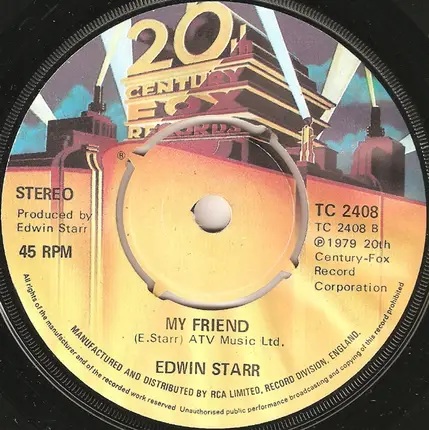 20th
CENTURY
FOX
RECORDS
®
STEREO
Produced by
Edwin Starr
45 RPM
TC 2408
TC 2408 B
℗ 1979 20th
Century-Fox
Record
Corporation
MY FRIEND
(E.Starr) ATV Music Ltd.
EDWIN STARR
MANUFACTURED AND DISTRIBUTED BY RCA LIMITED, RECORD DIVISION, ENGLAND.
All rights of the manufacturer and of the owner of the recorded work reserved. Unauthorised public performance broadcasting and copying of this record prohibited